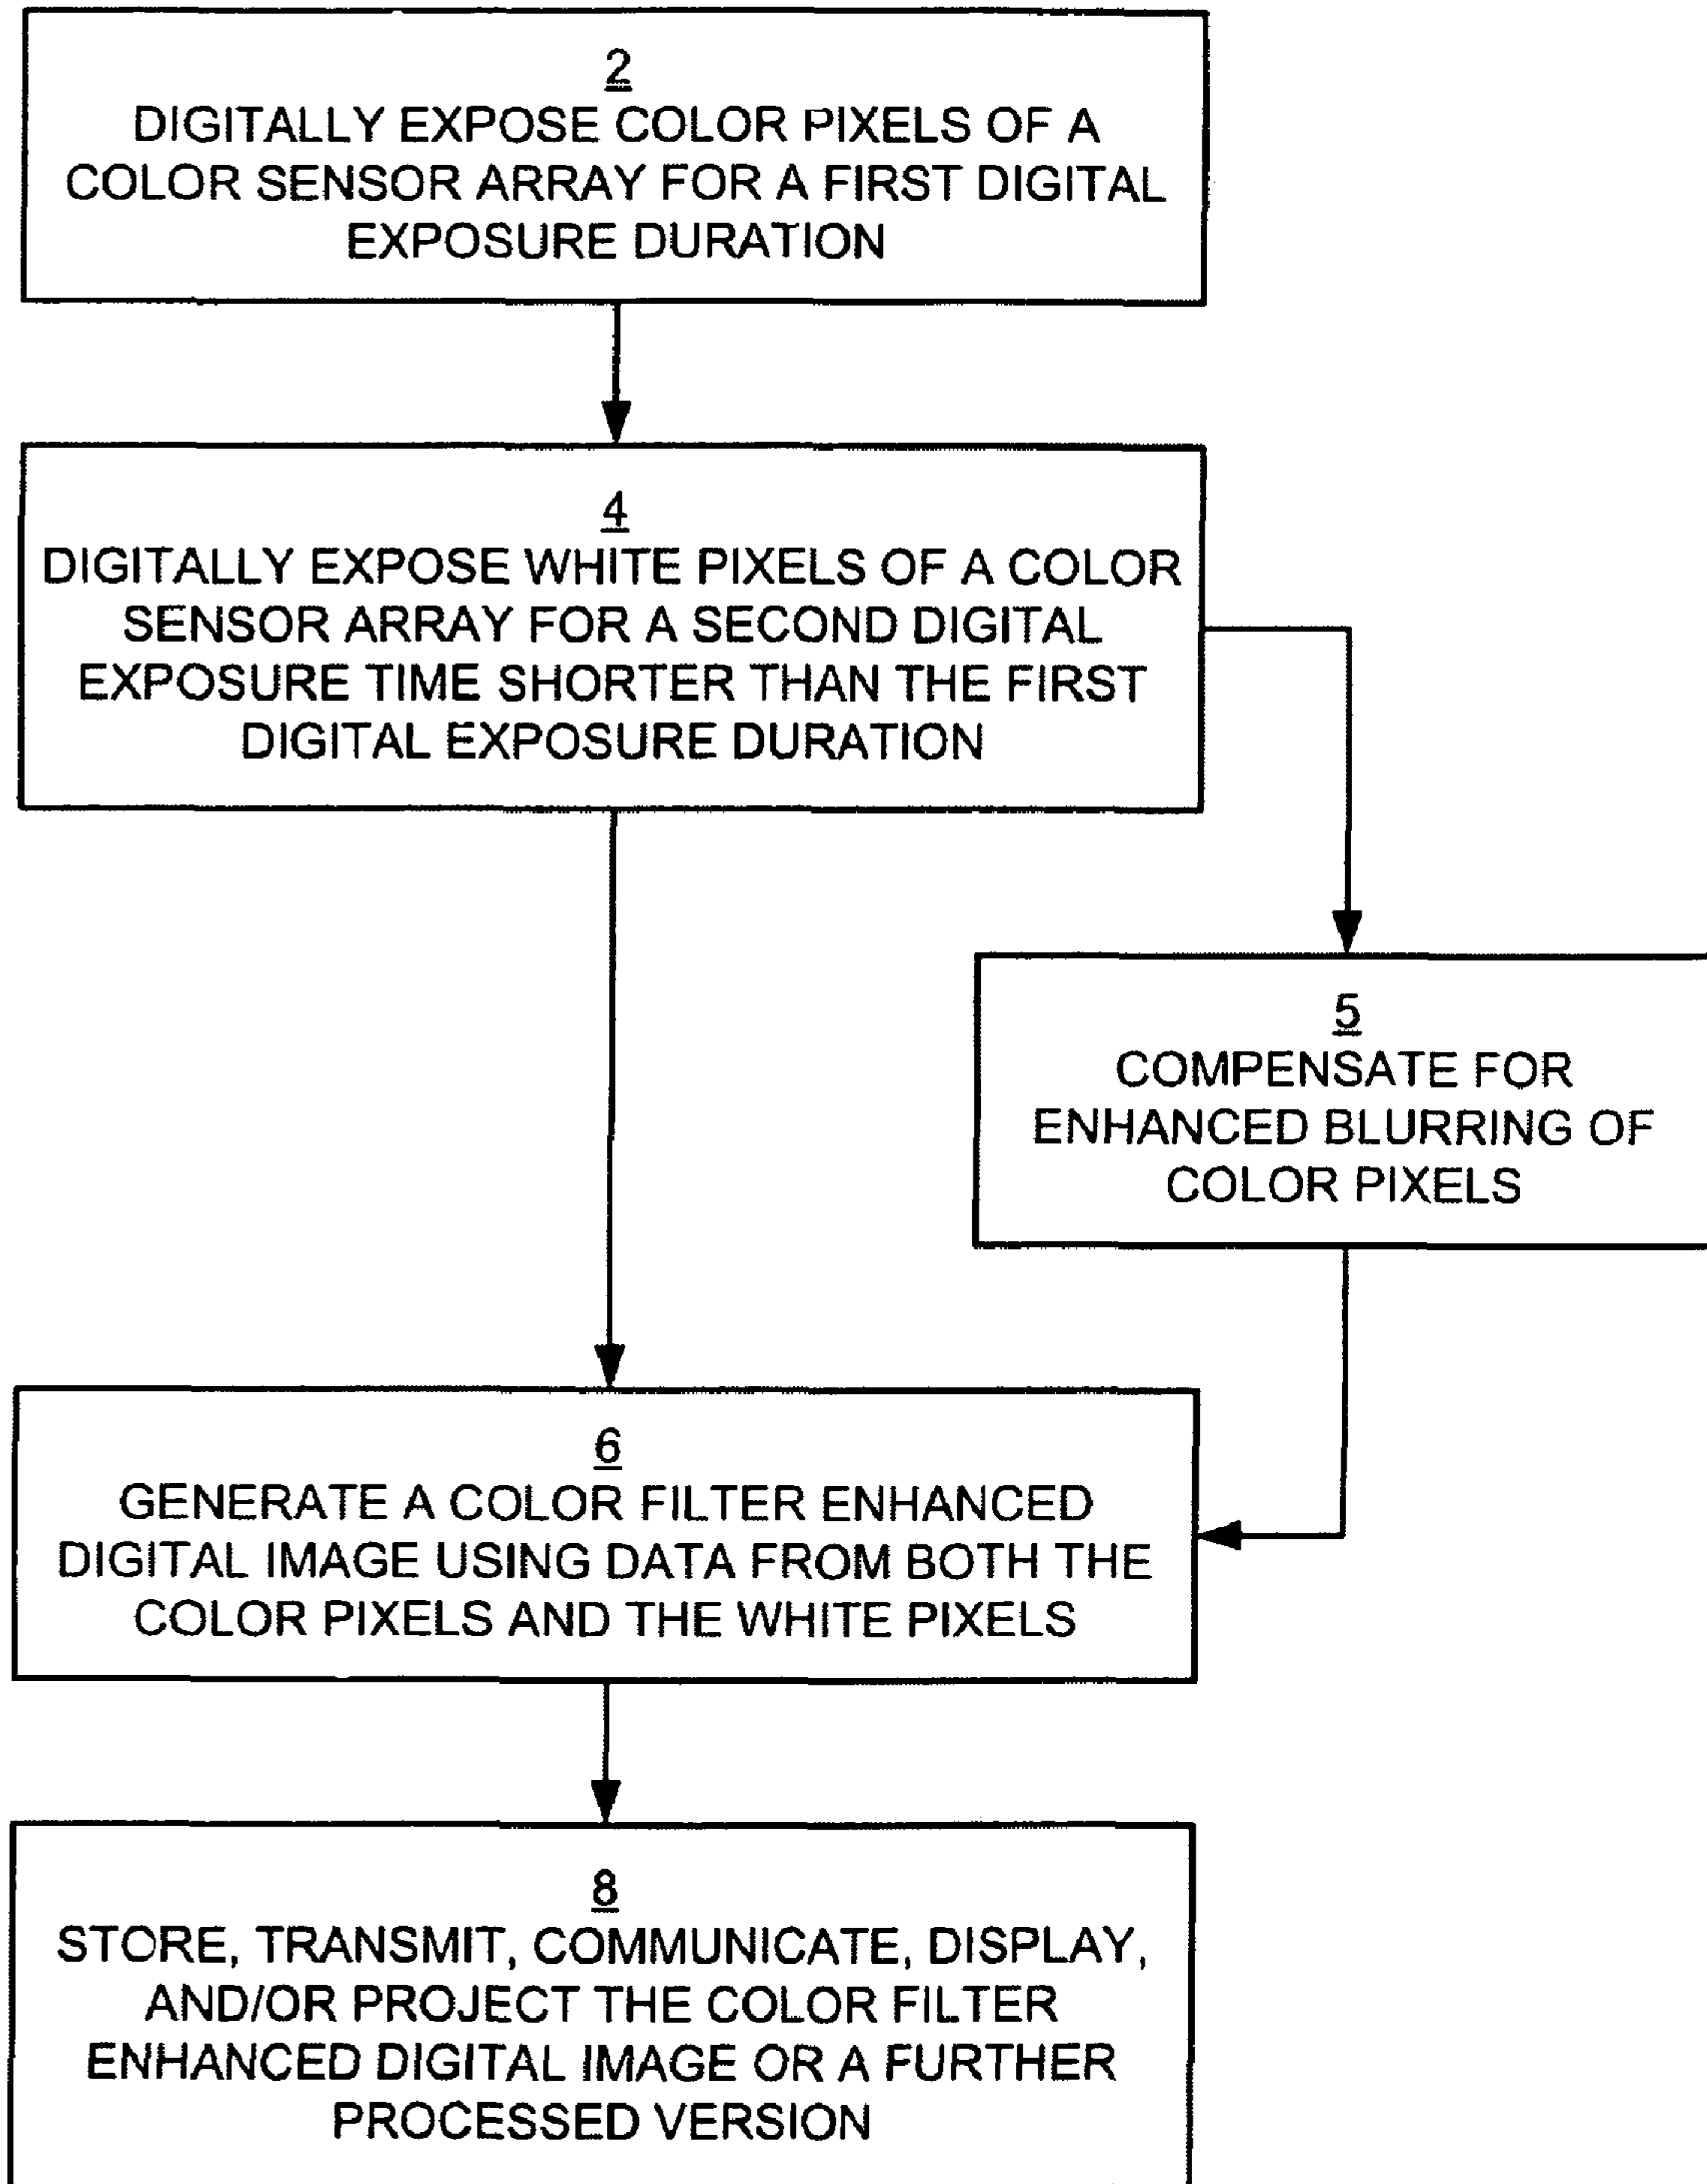 2
DIGITALLY EXPOSE COLOR PIXELS OF A
COLOR SENSOR ARRAY FOR A FIRST DIGITAL
EXPOSURE DURATION
4
DIGITALLY EXPOSE WHITE PIXELS OF A COLOR
SENSOR ARRAY FOR A SECOND DIGITAL
EXPOSURE TIME SHORTER THAN THE FIRST
DIGITAL EXPOSURE DURATION
5
COMPENSATE FOR
ENHANCED BLURRING OF
COLOR PIXELS
6
GENERATE A COLOR FILTER ENHANCED
DIGITAL IMAGE USING DATA FROM BOTH THE
COLOR PIXELS AND THE WHITE PIXELS
8
STORE, TRANSMIT, COMMUNICATE, DISPLAY,
AND/OR PROJECT THE COLOR FILTER
ENHANCED DIGITAL IMAGE OR A FURTHER
PROCESSED VERSION